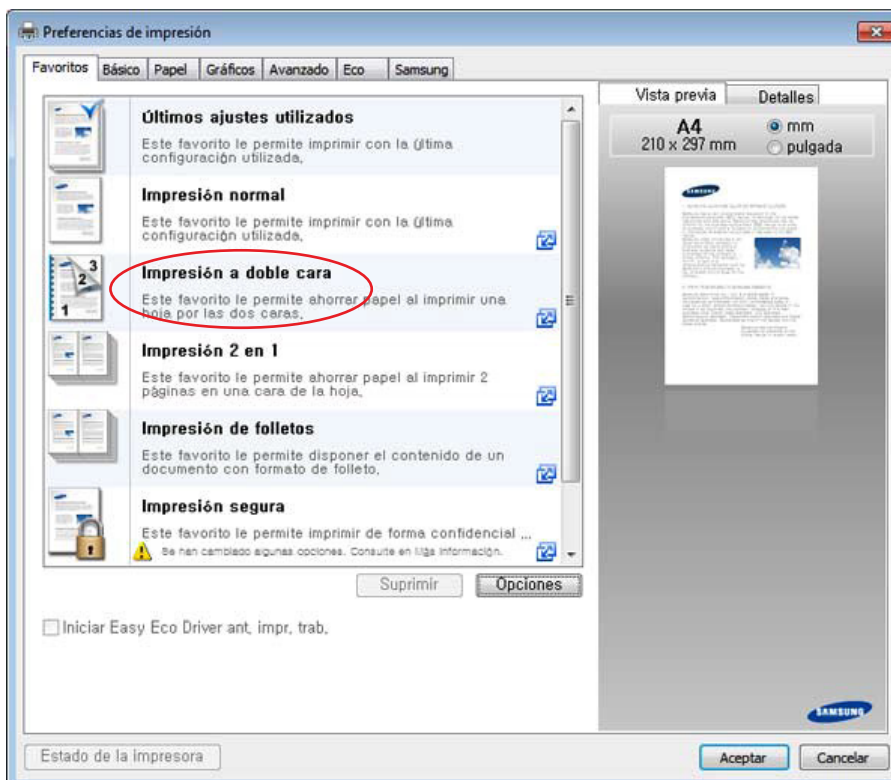 Preferencias de impresión
Favoritos Básico Papel Gráficos Avanzado Eco Samsung
Últimos ajustes utilizados
Este favorito le permite imprimir con la última
configuración utilizada.
Impresión normal
Este favorito le permite imprimir con la última
configuración utilizada.
1 2 3
Impresión a doble cara
Este favorito le permite ahorrar papel al imprimir una
hoja por las dos caras.
Impresión 2 en 1
Este favorito le permite ahorrar papel al imprimir 2
páginas en una cara de la hoja.
Impresión de folletos
Este favorito le permite disponer el contenido de un
documento con formato de folleto.
Impresión segura
Este favorito le permite imprimir de forma confidencial ...
Se han cambiado algunas opciones. Consulte en Más Información.
Suprimir Opciones
Iniciar Easy Eco Driver ant. impr. trab.
Vista previa Detalles
A4
210 x 297 mm
mm
pulgada
SAMSUNG
SAMSUNG
Estado de la impresora
Aceptar Cancelar